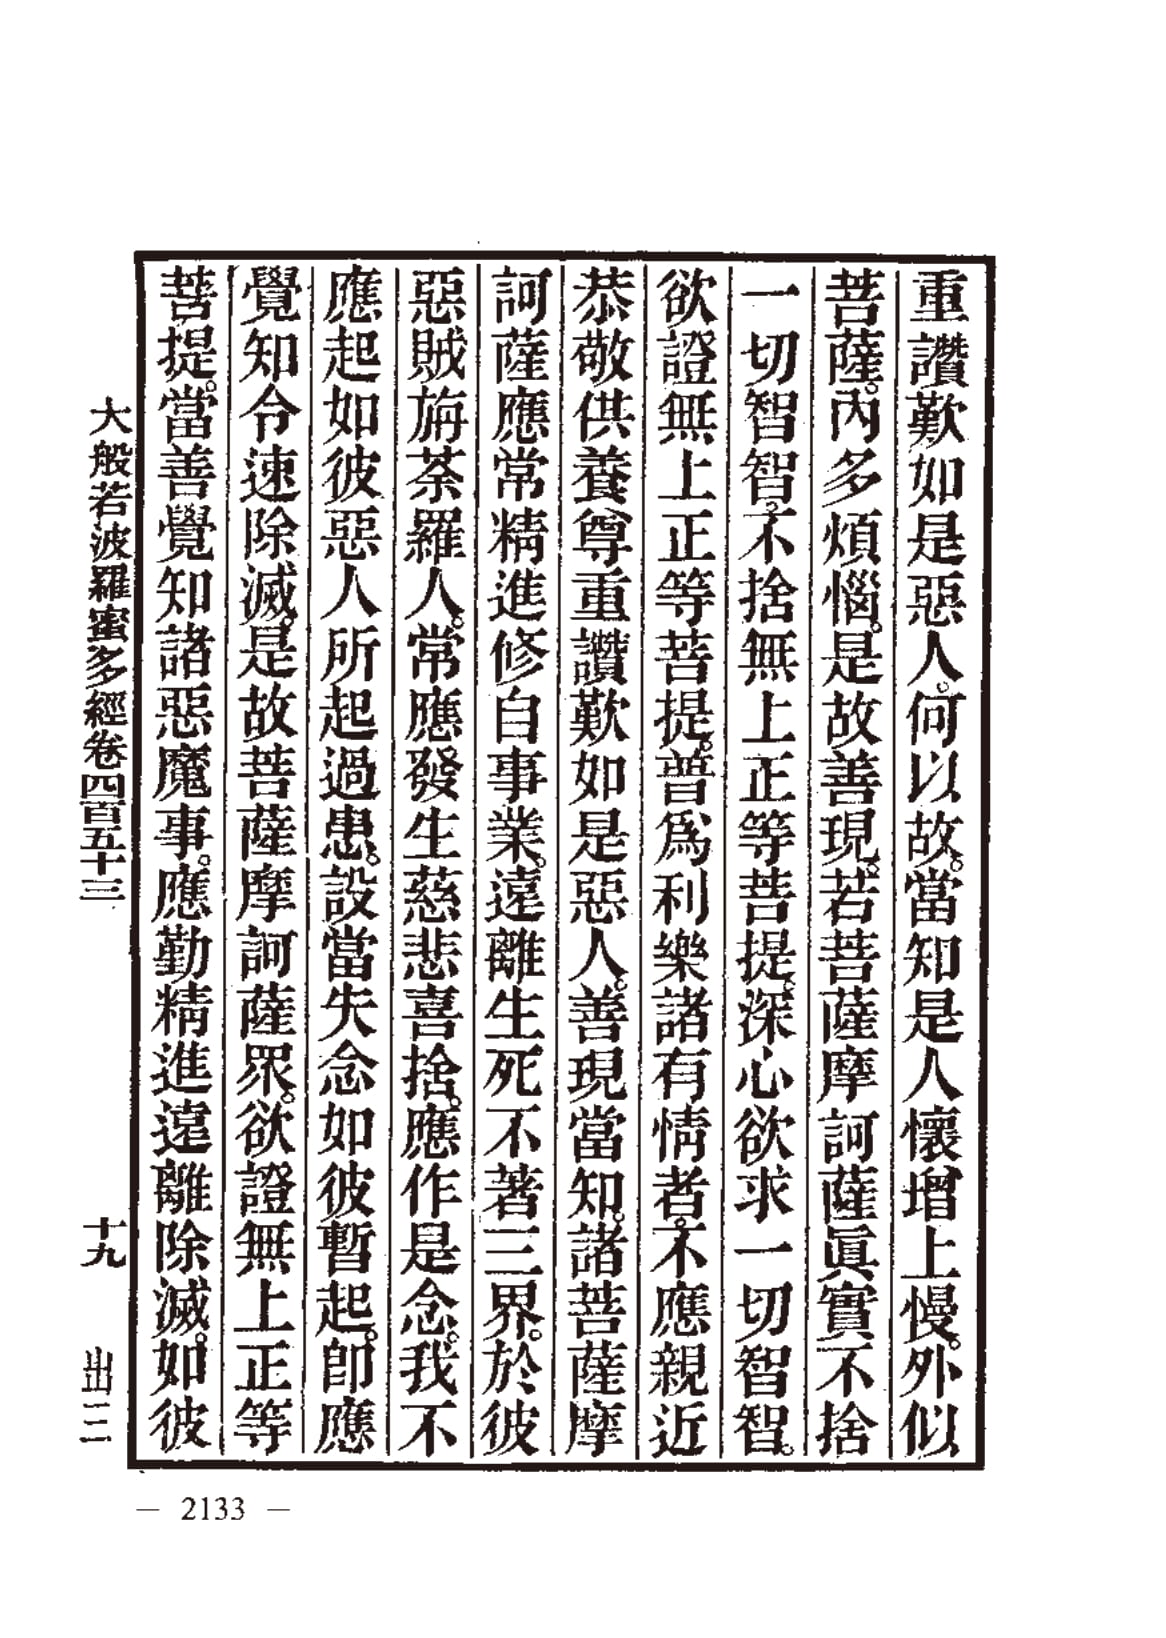 重讚歎如是惡人。何以故。當知是人懷增上慢。外似
菩薩。內多煩惱。是故善現。若菩薩摩訶薩眞實不捨
一切智智。不捨無上正等菩提。深心欲求一切智智。
欲證無上正等菩提。普爲利樂諸有情者。不應親近
恭敬供養尊重讚歎如是惡人。善現當知。諸菩薩摩
訶薩應常精進修自事業。遠離生死不著三界。於彼
惡賊旃荼羅人。常應發生慈悲喜捨。應作是念。我不
應起如彼惡人所起過患。設當失念如彼暫起。卽應
覺知令速除滅。是故菩薩摩訶薩眾。欲證無上正等
菩提。當善覺知諸惡魔事。應勤精進遠離除滅。如彼
大般若波羅蜜多經卷四百五十三 十九 出三
— 2133 —